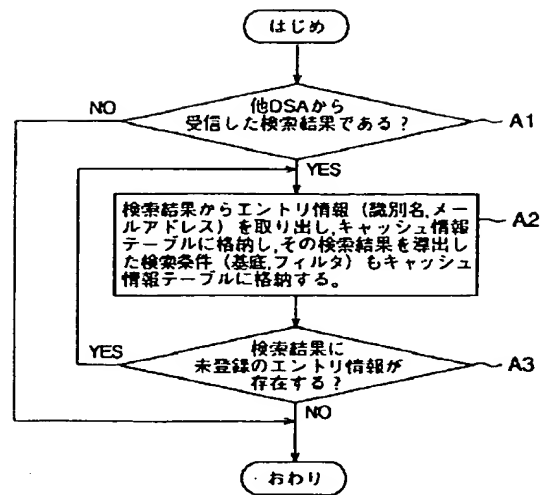 はじめ
他DSAから
受信した検索結果である?
NO
A1
YES
検索結果からエントリ情報(識別名,メー
ルアドレス)を取り出し,キャッシュ情報
テーブルに格納し,その検索結果を導出し
た検索条件(基底,フィルタ)もキャッシュ
情報テーブルに格納する。
A2
YES
検索結果に
未登録のエントリ情報が
存在する?
A3
NO
おわり